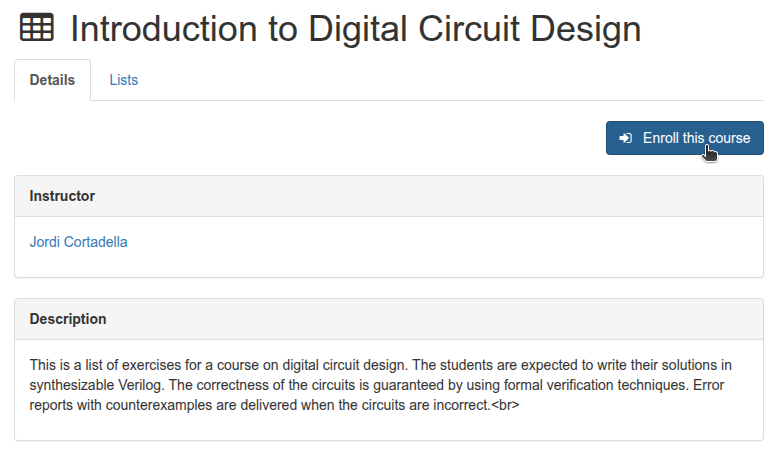 Introduction to Digital Circuit Design
Details
Lists
Enroll this course
Instructor
Jordi Cortadella
Description
This is a list of exercises for a course on digital circuit design. The students are expected to write their solutions in
synthesizable Verilog. The correctness of the circuits is guaranteed by using formal verification techniques. Error
reports with counterexamples are delivered when the circuits are incorrect.<br>